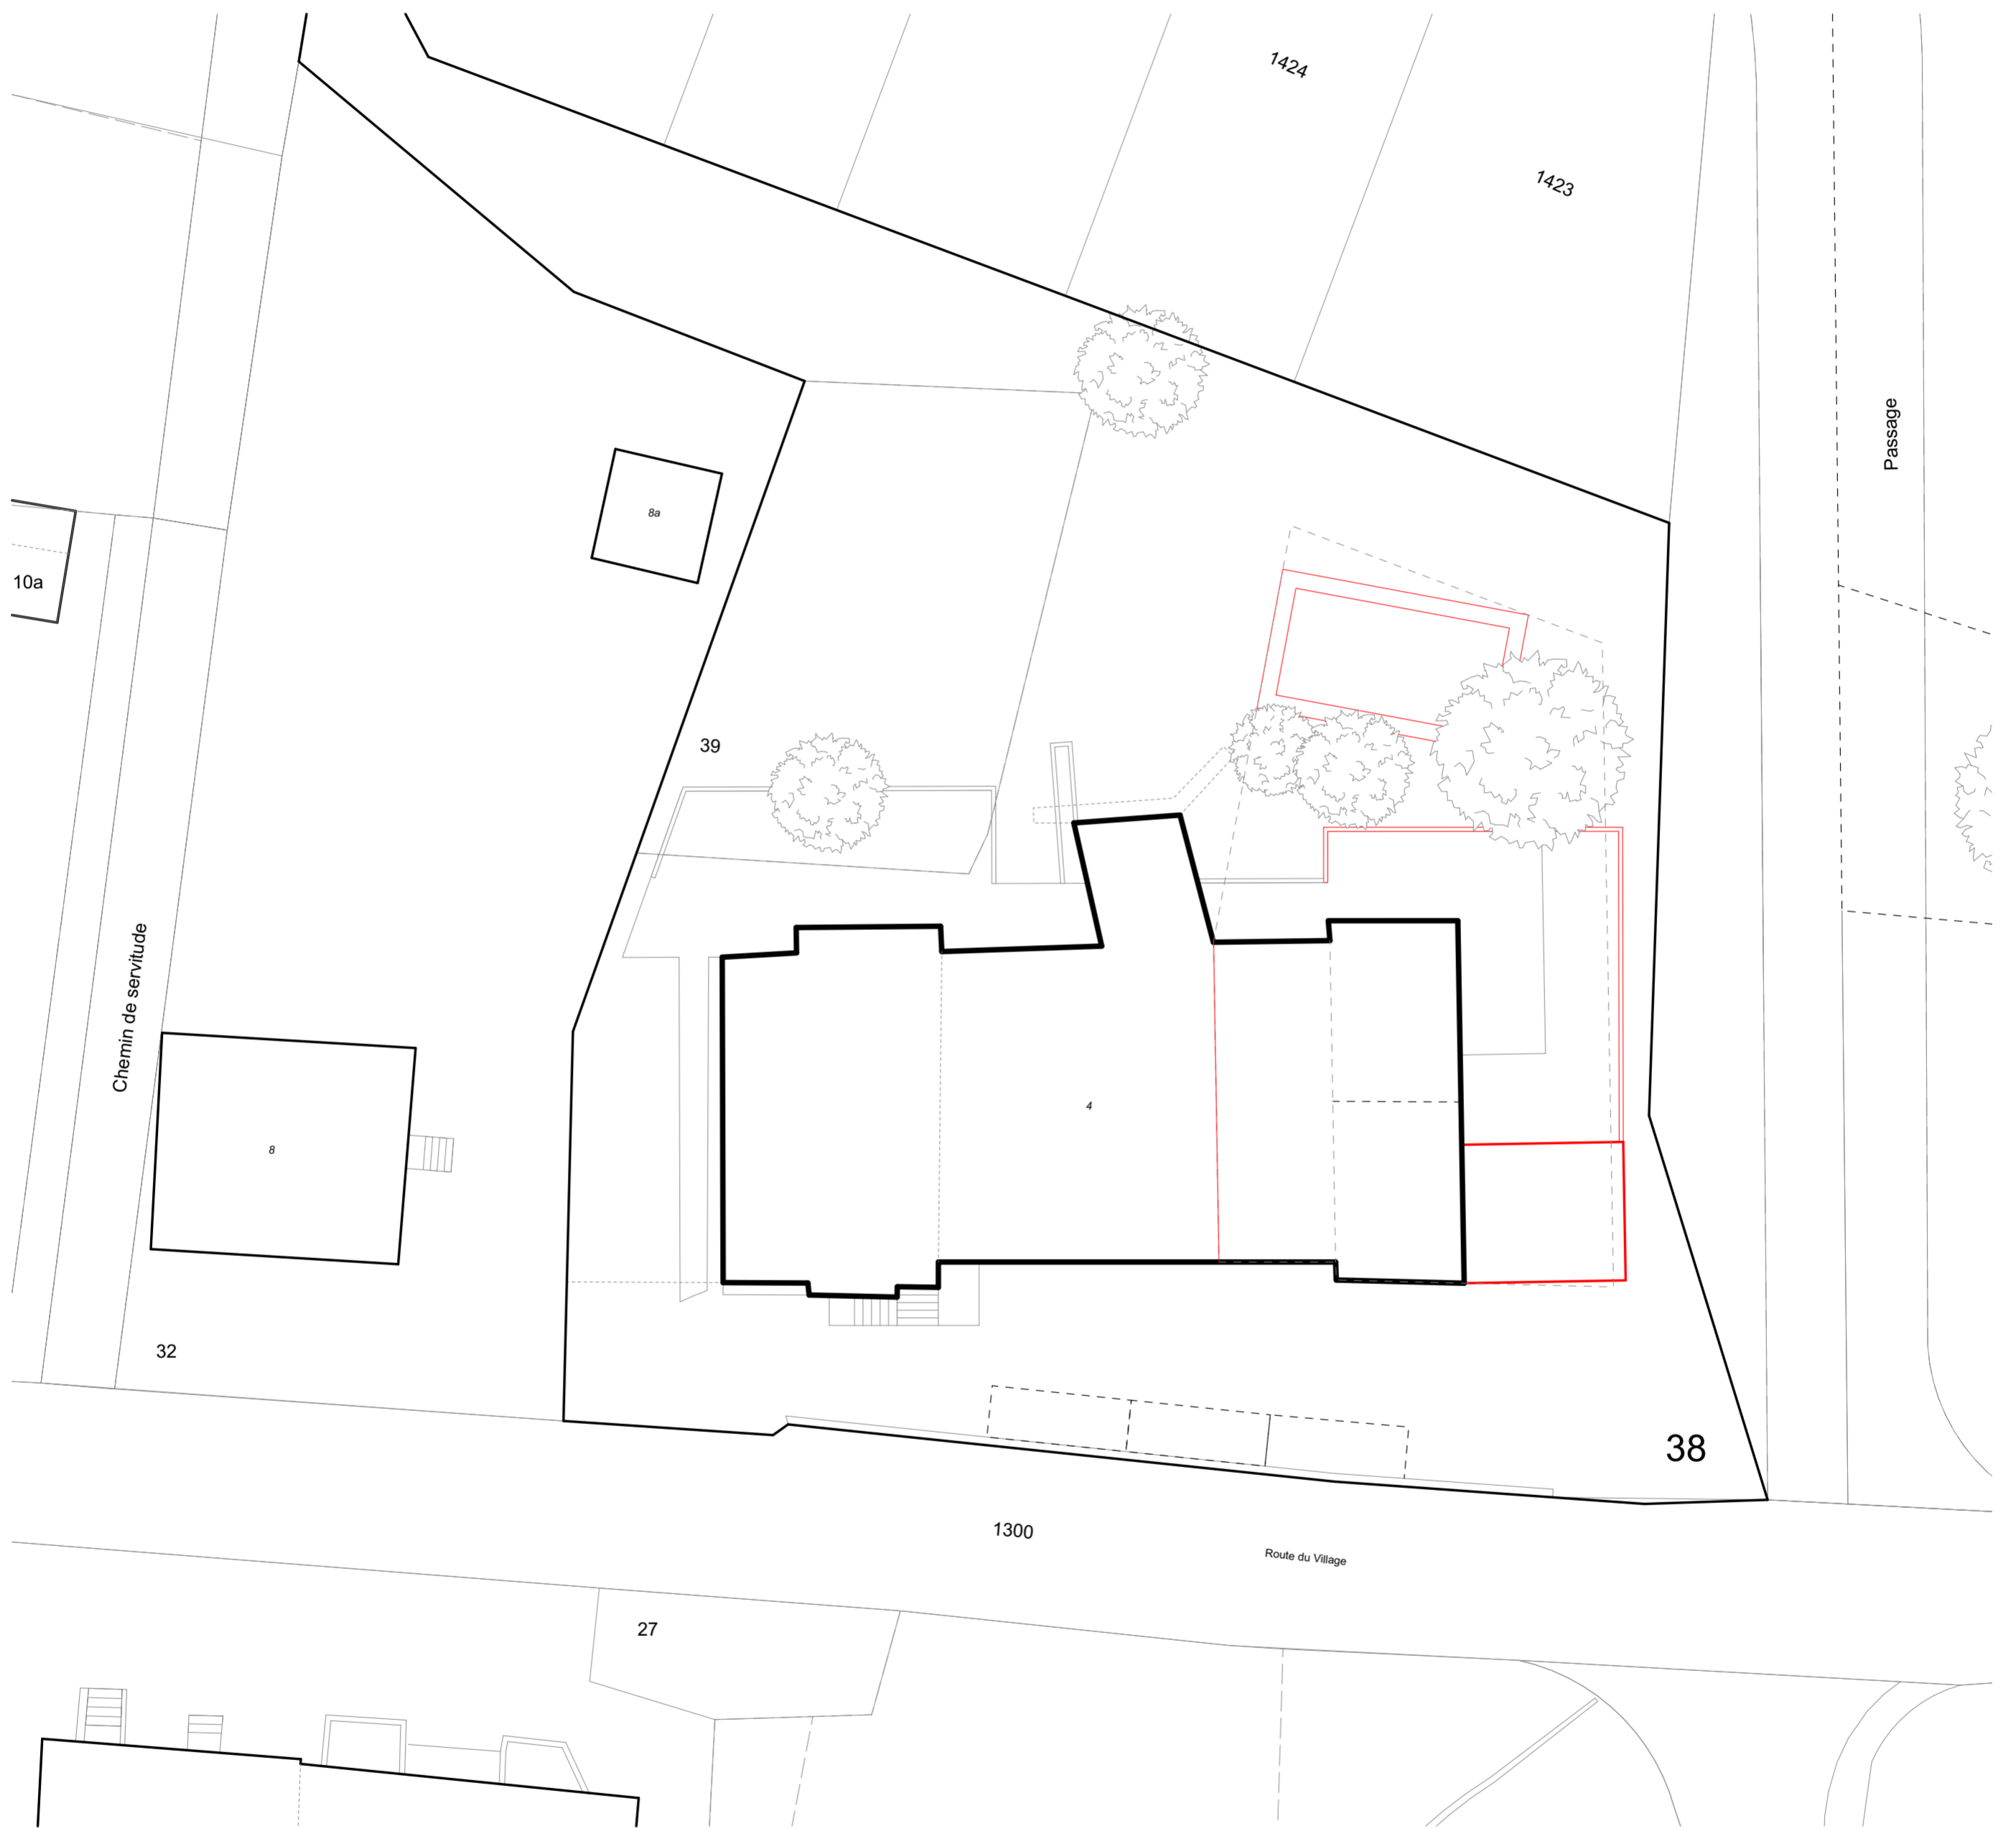 1424
1423
Passage
8a
10a
39
Chemin de servitude
4
8
32
38
1300
Route du Village
27